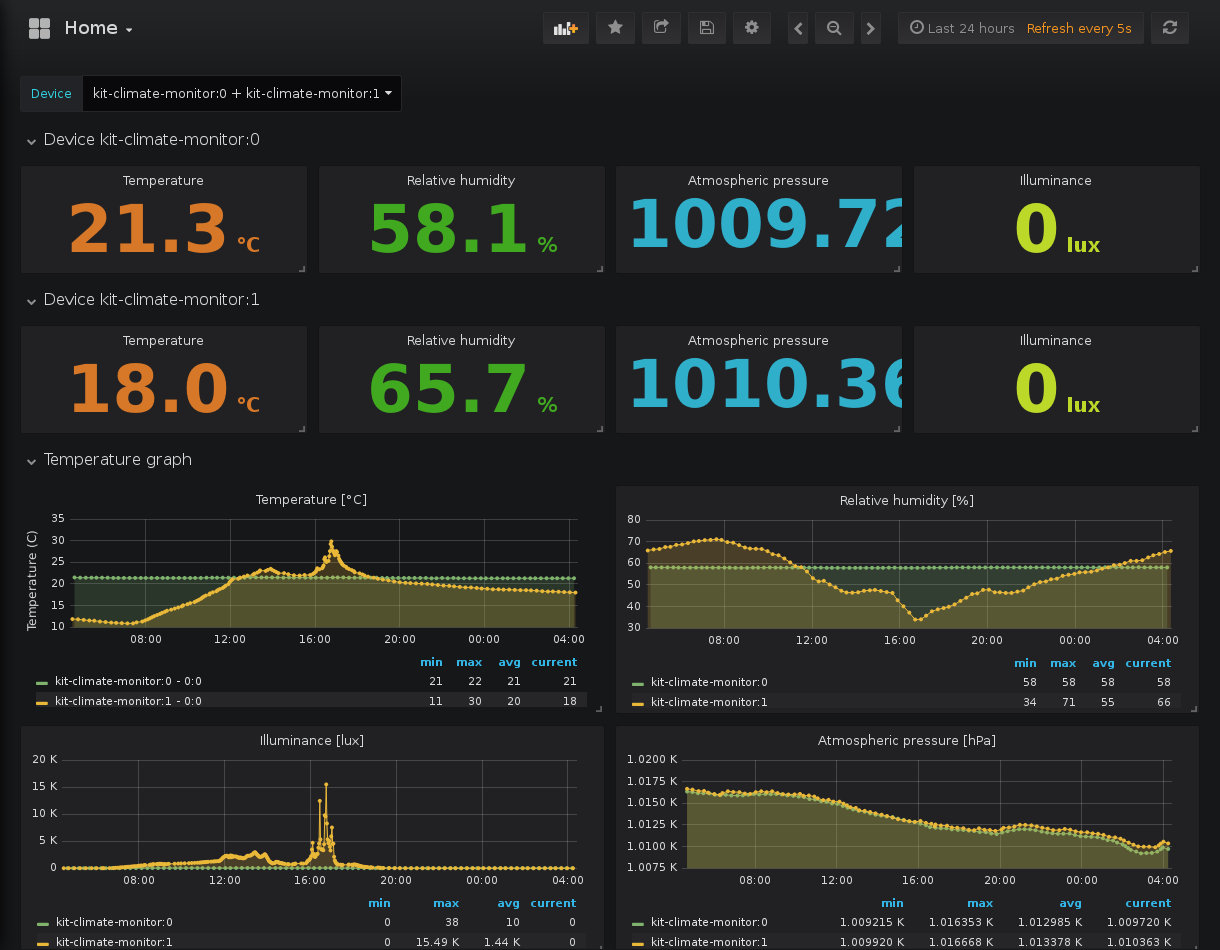 Home
Last 24 hours Refresh every 5s
Device kit-climate-monitor:0 + kit-climate-monitor:1
Device kit-climate-monitor:0
Temperature Relative humidity Atmospheric pressure Illuminance
21.3 °C 58.1 % 1009.72 0 lux
Device kit-climate-monitor:1
Temperature Relative humidity Atmospheric pressure Illuminance
18.0 °C 65.7 % 1010.36 0 lux
Temperature graph
Temperature [°C]
Temperature (C)
35
30
25
20
15
10
08:00 12:00 16:00 20:00 00:00 04:00
min max avg current
kit-climate-monitor:0 - 0:0 21 22 21 21
kit-climate-monitor:1 - 0:0 11 30 20 18
Relative humidity [%]
80
70
60
50
40
30
08:00 12:00 16:00 20:00 00:00 04:00
min max avg current
kit-climate-monitor:0 58 58 58 58
kit-climate-monitor:1 34 71 55 66
Illuminance [lux]
20 K
15 K
10 K
5 K
0
08:00 12:00 16:00 20:00 00:00 04:00
min max avg current
kit-climate-monitor:0 0 38 10 0
kit-climate-monitor:1 0 15.49 K 1.44 K 0
Atmospheric pressure [hPa]
1.0200 K
1.0175 K
1.0150 K
1.0125 K
1.0100 K
1.0075 K
08:00 12:00 16:00 20:00 00:00 04:00
min max avg current
kit-climate-monitor:0 1.009215 K 1.016353 K 1.012985 K 1.009720 K
kit-climate-monitor:1 1.009920 K 1.016668 K 1.013378 K 1.010363 K